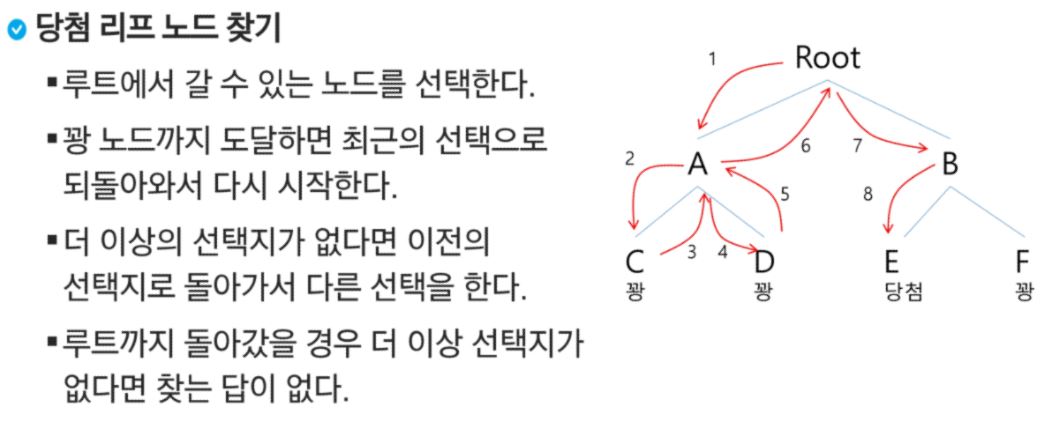 당첨 리프 노드 찾기
▪루트에서 갈 수 있는 노드를 선택한다.
▪꽝 노드까지 도달하면 최근의 선택으로
되돌아와서 다시 시작한다.
▪더 이상의 선택지가 없다면 이전의
선택지로 돌아가서 다른 선택을 한다.
▪루트까지 돌아갔을 경우 더 이상 선택지가
없다면 찾는 답이 없다.
1 Root
6 7
2 A B
5 8
3 4
C D E F
꽝 꽝 당첨 꽝